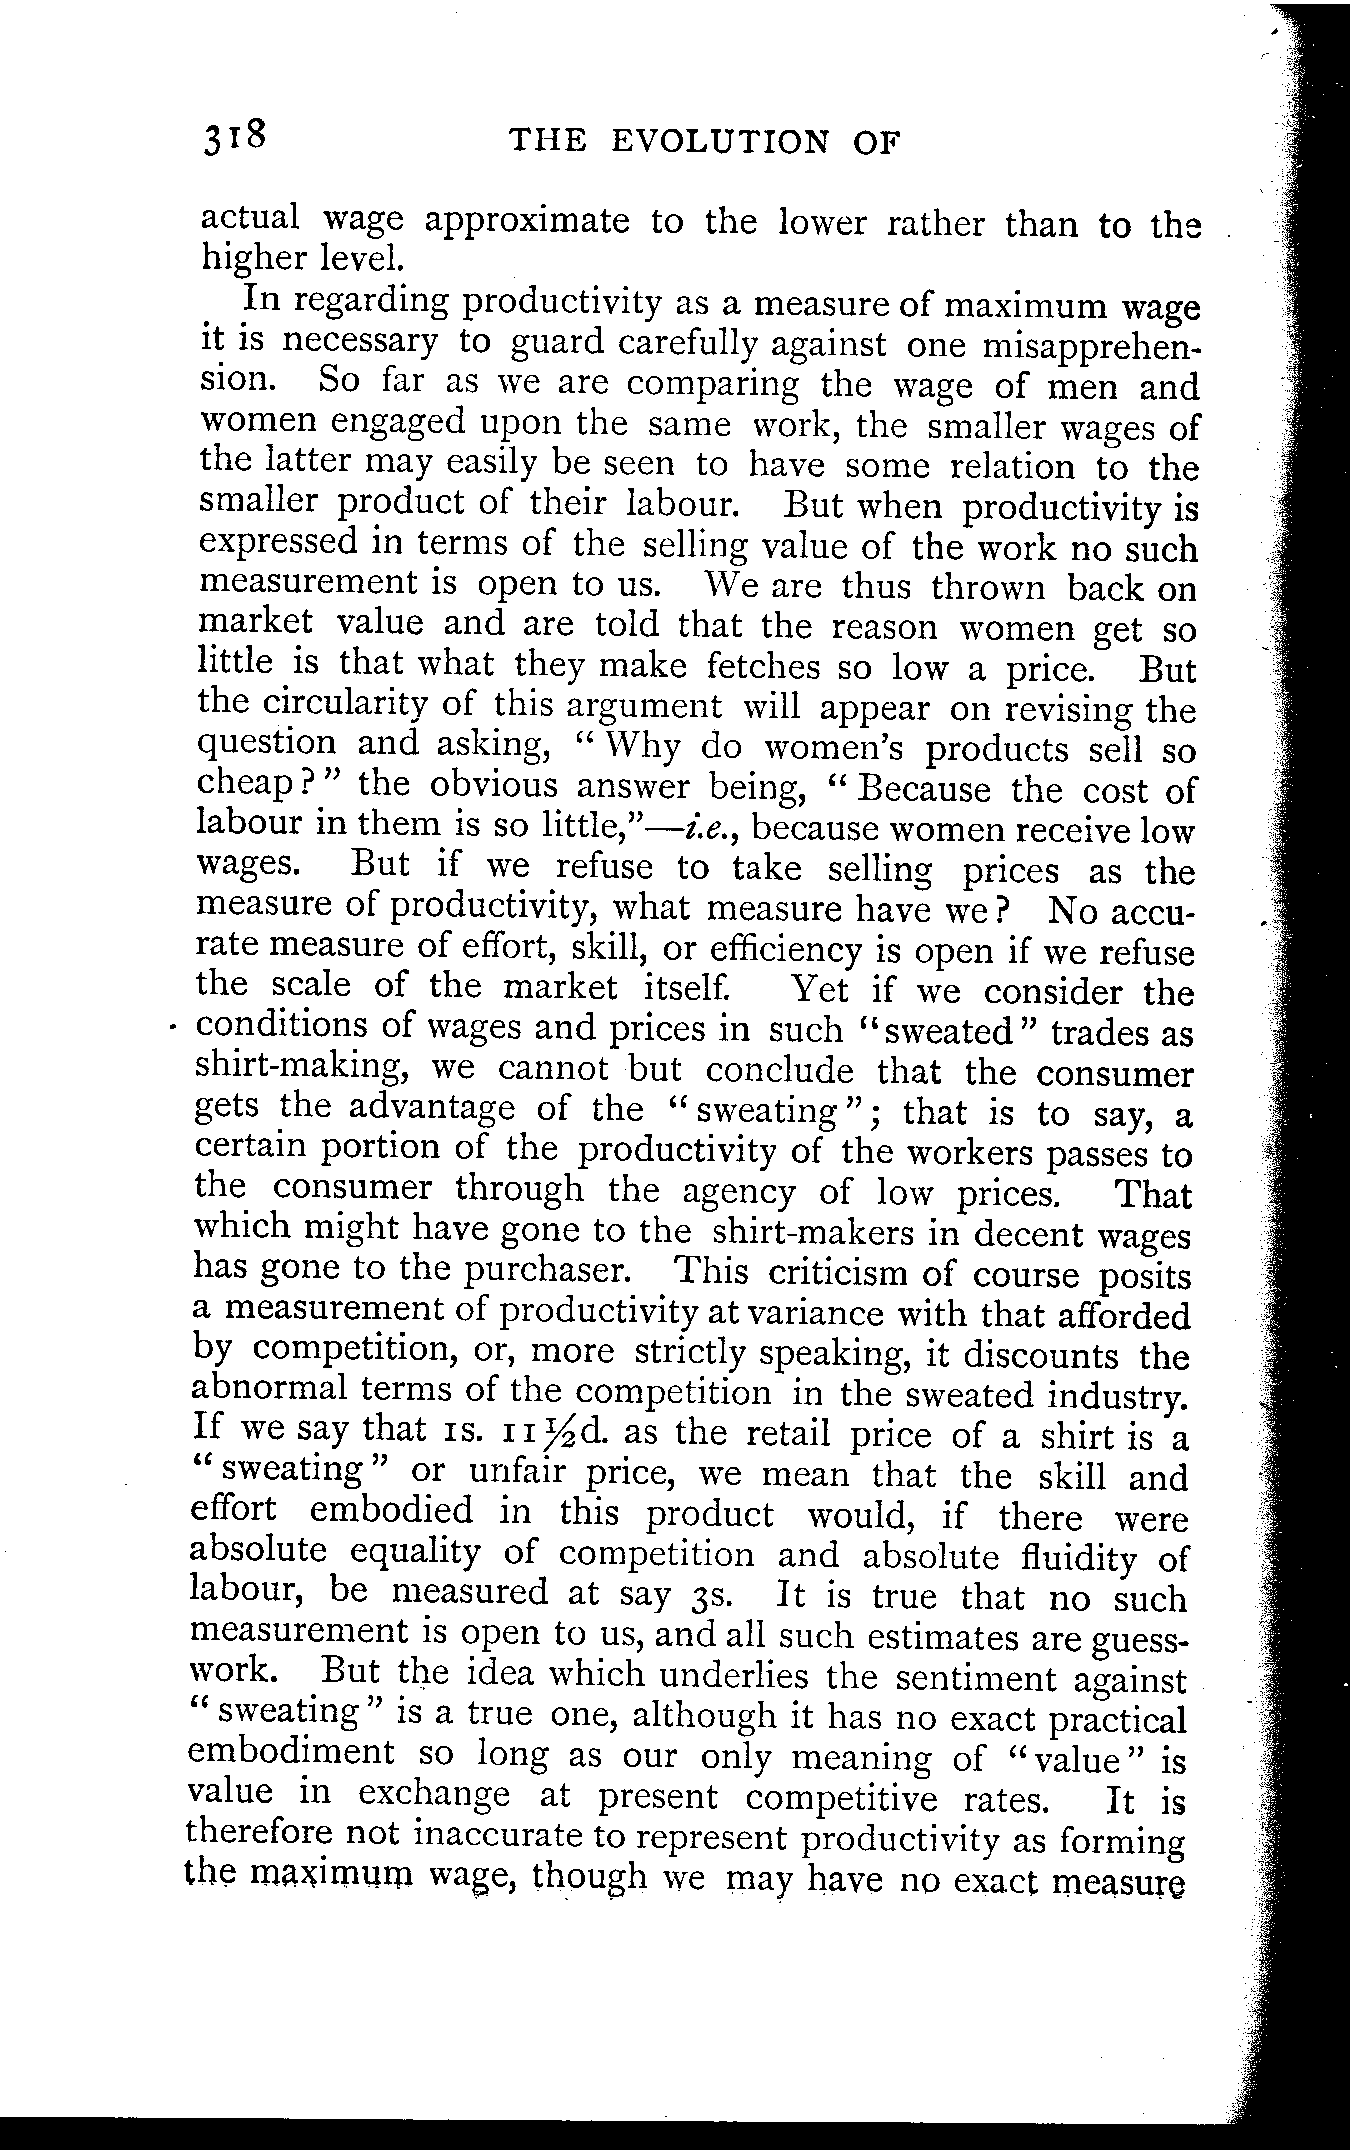 318 THE EVOLUTION OF
actual wage approximate to the lower rather than to the
higher level.
In regarding productivity as a measure of maximum wage
it is necessary to guard carefully against one misapprehen-
sion. So far as we are comparing the wage of men and
women engaged upon the same work, the smaller wages of
the latter may easily be seen to have some relation to the
smaller product of their labour. But when productivity is
expressed in terms of the selling value of the work no such
measurement is open to us. We are thus thrown back on
market value and are told that the reason women get so
little is that what they make fetches so low a price. But
the circularity of this argument will appear on revising the
question and asking, "Why do women's products sell so
cheap?" the obvious answer being, "Because the cost of
labour in them is so little,"—i.e., because women receive low
wages. But if we refuse to take selling prices as the
measure of productivity, what measure have we? No accu-
rate measure of effort, skill, or efficiency is open if we refuse
the scale of the market itself. Yet if we consider the
conditions of wages and prices in such "sweated" trades as
shirt-making, we cannot but conclude that the consumer
gets the advantage of the "sweating"; that is to say, a
certain portion of the productivity of the workers passes to
the consumer through the agency of low prices. That
which might have gone to the shirt-makers in decent wages
has gone to the purchaser. This criticism of course posits
a measurement of productivity at variance with that afforded
by competition, or, more strictly speaking, it discounts the
abnormal terms of the competition in the sweated industry.
If we say that 1s. 11½d. as the retail price of a shirt is a
"sweating" or unfair price, we mean that the skill and
effort embodied in this product would, if there were
absolute equality of competition and absolute fluidity of
labour, be measured at say 3s. It is true that no such
measurement is open to us, and all such estimates are guess-
work. But the idea which underlies the sentiment against
"sweating" is a true one, although it has no exact practical
embodiment so long as our only meaning of "value" is
value in exchange at present competitive rates. It is
therefore not inaccurate to represent productivity as forming
the maximum wage, though we may have no exact measure